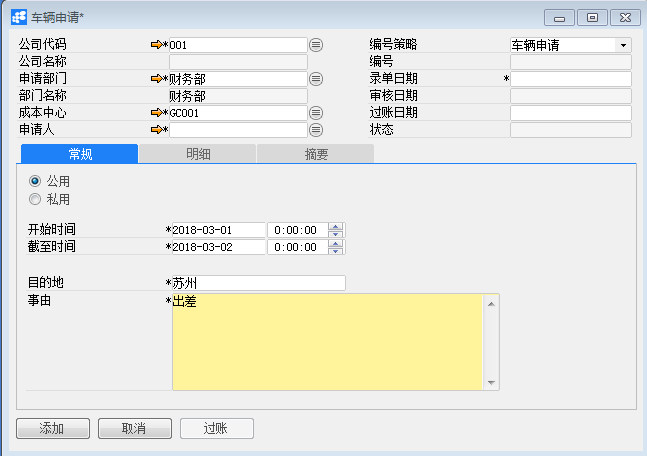 车辆申请*
公司代码 *001 编号策略 车辆申请
公司名称 编号
申请部门 *财务部 录单日期 *
部门名称 财务部 审核日期
成本中心 *GC001 过账日期
申请人 * 状态
常规 明细 摘要
公用
私用
开始时间 *2018-03-01 0:00:00
截至时间 *2018-03-02 0:00:00
目的地 *苏州
事由 *出差
添加 取消 过账